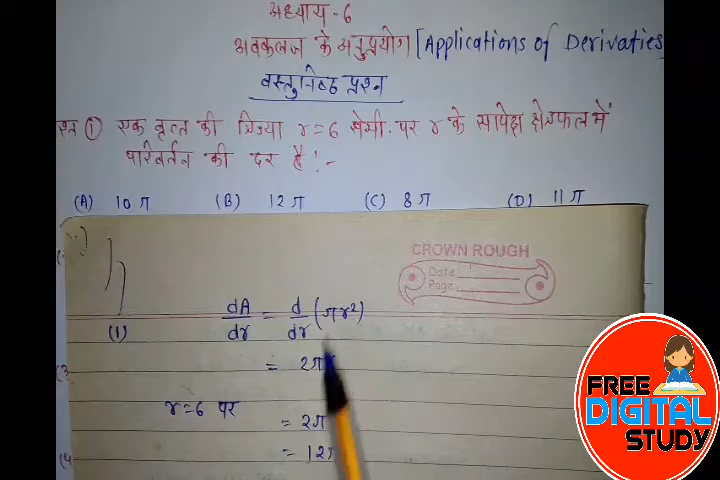 अध्याय-6
अवकलज के अनुप्रयोग [Applications of Derivaties
वस्तुनिष्ठ प्रश्न
प्रश्न ① एक वृत्त की त्रिज्या r = 6 सेमी. पर r के सापेक्ष क्षेत्रफल में
परिवर्तन की दर है :-
(A) 10 π (B) 12 π (C) 8 π (D) 11 π
CROWN ROUGH
Date
Page
(1) dA/dr = d/dr (πr²)
= 2π
r=6 पर = 2π
= 12π
FREE
DIGITAL
STUDY